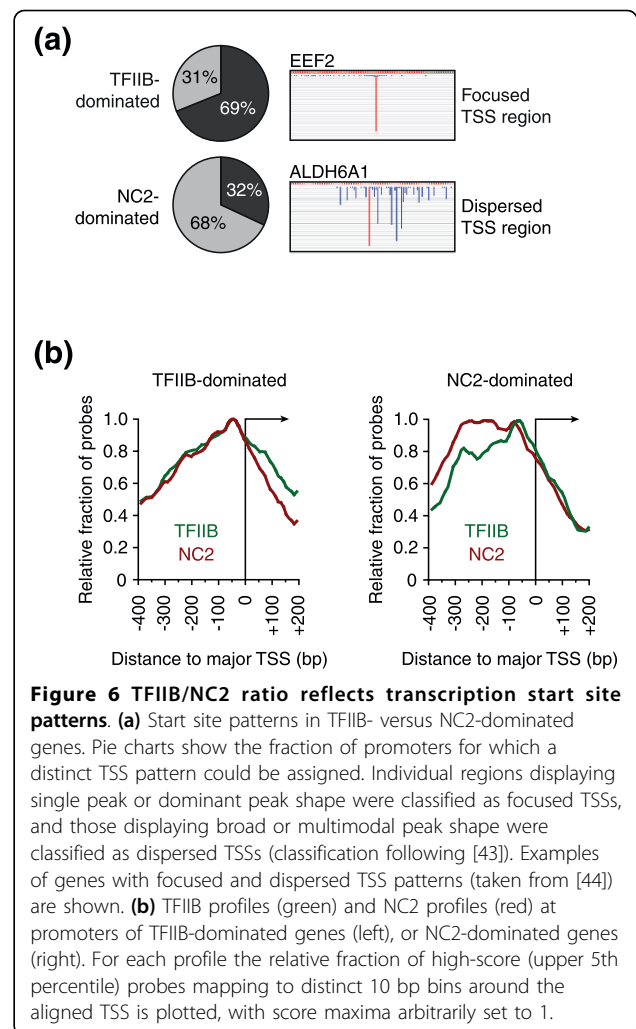 (a)
TFIIB-
dominated
31%
69%
EEF2
Focused
TSS region
NC2-
dominated
32%
68%
ALDH6A1
Dispersed
TSS region
(b)
TFIIB-dominated
Relative fraction of probes
1.0
0.8
0.6
0.4
0.2
0
TFIIB
NC2
-400
-300
-200
-100
0
+100
+200
Distance to major TSS (bp)
NC2-dominated
Relative fraction of probes
1.0
0.8
0.6
0.4
0.2
0
TFIIB
NC2
-400
-300
-200
-100
0
+100
+200
Distance to major TSS (bp)
Figure 6 TFIIB/NC2 ratio reflects transcription start site
patterns. (a) Start site patterns in TFIIB- versus NC2-dominated
genes. Pie charts show the fraction of promoters for which a
distinct TSS pattern could be assigned. Individual regions displaying
single peak or dominant peak shape were classified as focused TSSs,
and those displaying broad or multimodal peak shape were
classified as dispersed TSSs (classification following [43]). Examples
of genes with focused and dispersed TSS patterns (taken from [44])
are shown. (b) TFIIB profiles (green) and NC2 profiles (red) at
promoters of TFIIB-dominated genes (left), or NC2-dominated genes
(right). For each profile the relative fraction of high-score (upper 5th
percentile) probes mapping to distinct 10 bp bins around the
aligned TSS is plotted, with score maxima arbitrarily set to 1.